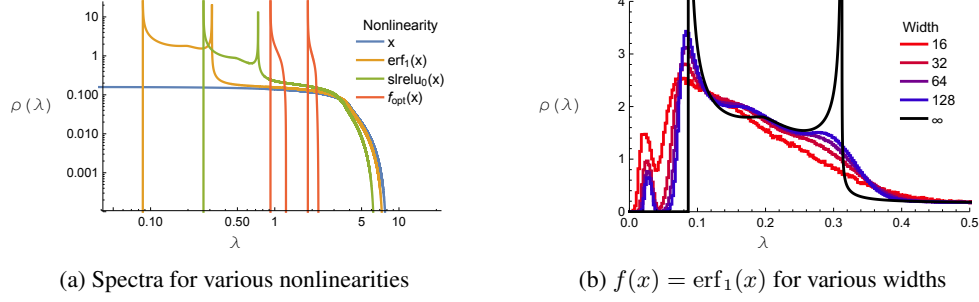 10
1
0.100
0.010
0.001
ρ (λ)
Nonlinearity
x
erf₁(x)
slrelu₀(x)
f_opt(x)
0.10
0.50
1
5
10
λ
(a) Spectra for various nonlinearities
4
3
2
1
0
ρ (λ)
Width
16
32
64
128
∞
0.0
0.1
0.2
0.3
0.4
0.5
λ
(b) f(x) = erf₁(x) for various widths